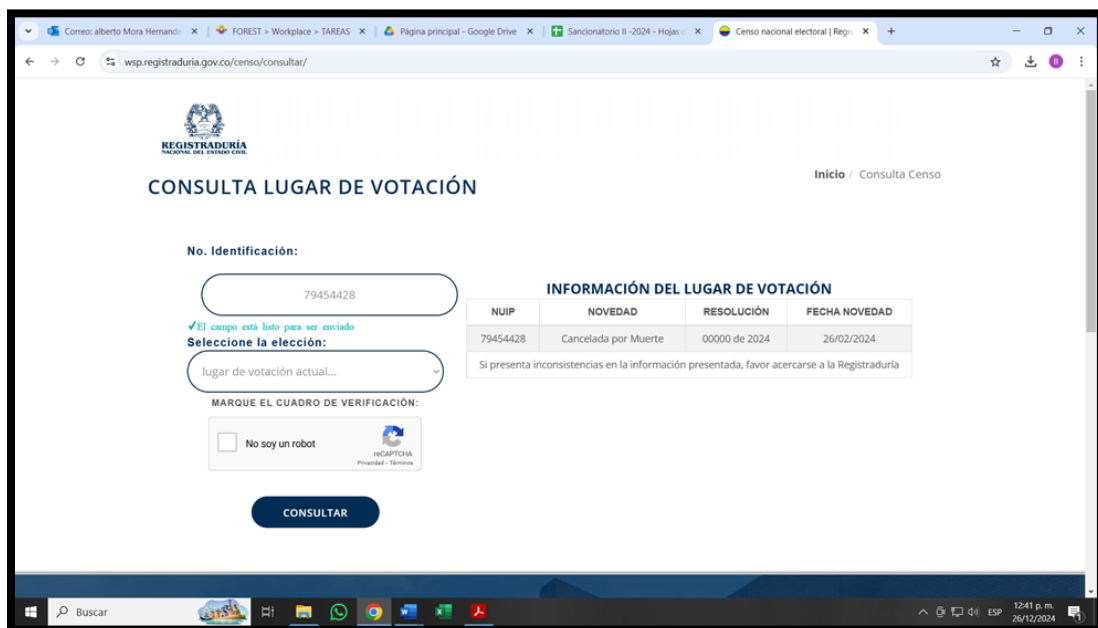 Correo: alberto Mora Hernand
FOREST > Workplace > TAREAS
Página principal - Google Drive
Sancionatorio II -2024 - Hojas d
Censo nacional electoral | Regi
wsp.registraduria.gov.co/censo/consultar/
B
REGISTRADURÍA
NACIONAL DEL ESTADO CIVIL
CONSULTA LUGAR DE VOTACIÓN
Inicio / Consulta Censo
No. Identificación:
79454428
✓El campo está listo para ser enviado
Seleccione la elección:
lugar de votación actual...
MARQUE EL CUADRO DE VERIFICACIÓN:
No soy un robot
reCAPTCHA
Privacidad - Términos
CONSULTAR
INFORMACIÓN DEL LUGAR DE VOTACIÓN
NUIP NOVEDAD RESOLUCIÓN FECHA NOVEDAD
79454428 Cancelada por Muerte 00000 de 2024 26/02/2024
Si presenta inconsistencias en la información presentada, favor acercarse a la Registraduría
Buscar
ESP
12:41 p. m.
26/12/2024
1